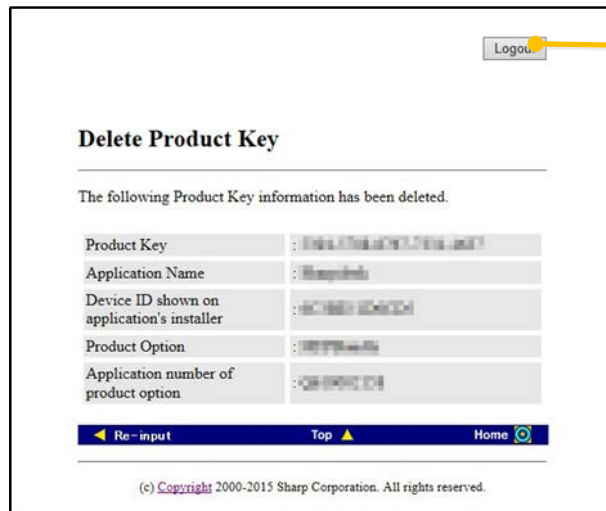 Logout
Delete Product Key
The following Product Key information has been deleted.
Product Key :
Application Name :
Device ID shown on
application's installer :
Product Option :
Application number of
product option :
Re-input Top Home
(c) Copyright 2000-2015 Sharp Corporation. All rights reserved.